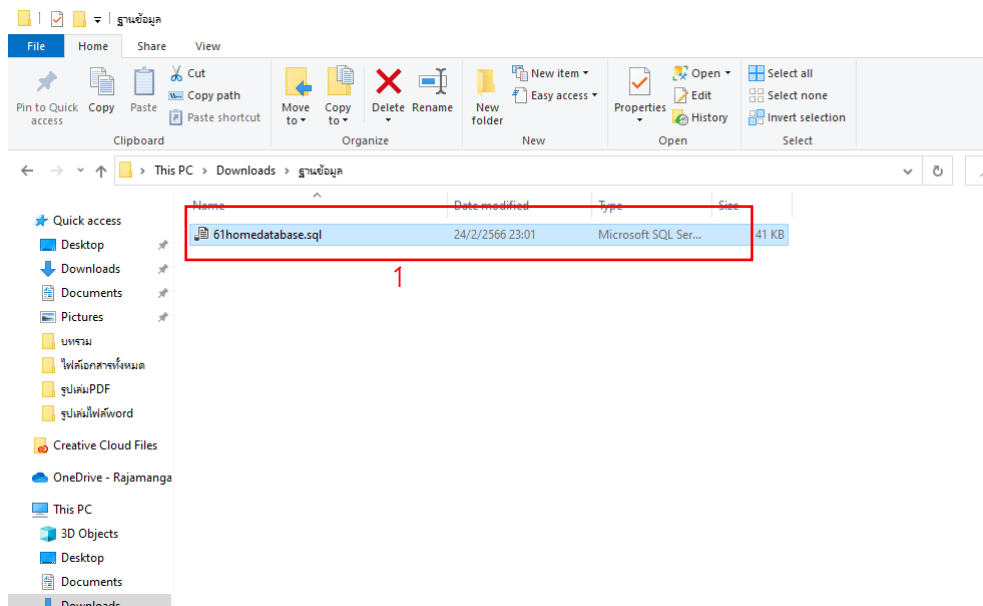 ฐานข้อมูล
File Home Share View
Pin to Quick access
Copy
Paste
Cut
Copy path
Paste shortcut
Clipboard
Move to
Copy to
Delete
Rename
Organize
New folder
New item
Easy access
New
Properties
Open
Edit
History
Open
Select all
Select none
Invert selection
Select
This PC > Downloads > ฐานข้อมูล
Name Date modified Type Size
61homedatabase.sql 24/2/2566 23:01 Microsoft SQL Ser... 41 KB
1
Quick access
Desktop
Downloads
Documents
Pictures
บทรวม
ไฟล์เอกสารทั้งหมด
รูปเล่มPDF
รูปเล่มไฟล์word
Creative Cloud Files
OneDrive - Rajamanga
This PC
3D Objects
Desktop
Documents
Downloads